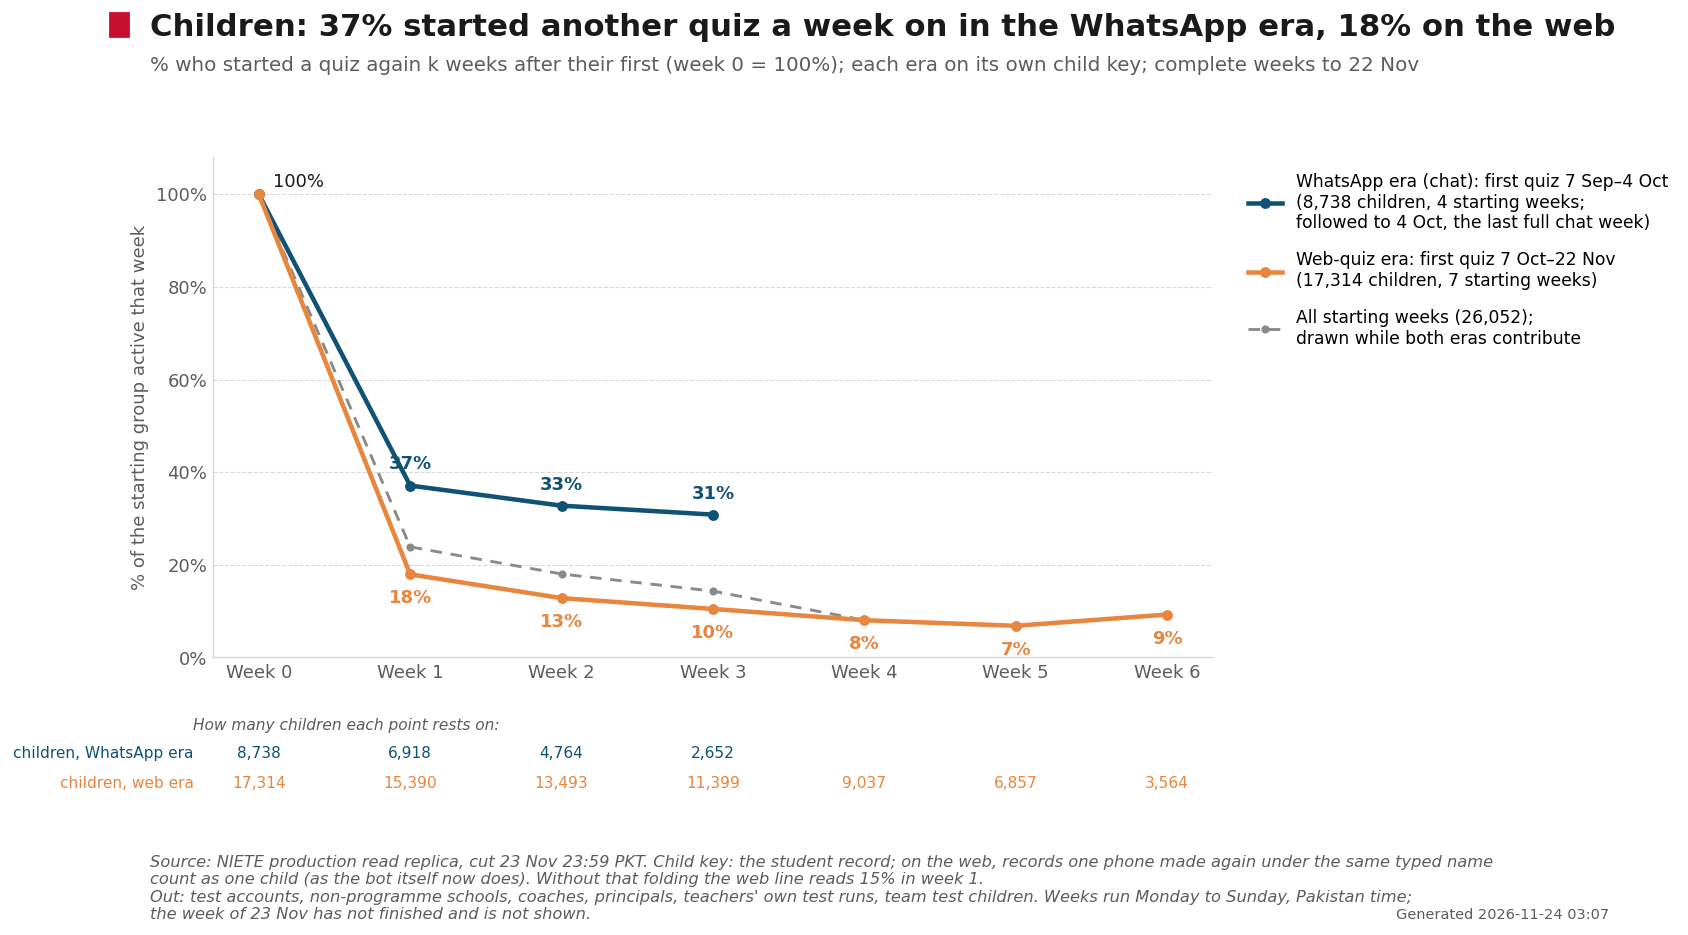 Children: 37% started another quiz a week on in the WhatsApp era, 18% on the web
% who started a quiz again k weeks after their first (week 0 = 100%); each era on its own child key; complete weeks to 22 Nov
% of the starting group active that week
100%
80%
60%
40%
20%
0%
100%
37%
33%
31%
18%
13%
10%
8%
7%
9%
Week 0 Week 1 Week 2 Week 3 Week 4 Week 5 Week 6
WhatsApp era (chat): first quiz 7 Sep–4 Oct
(8,738 children, 4 starting weeks;
followed to 4 Oct, the last full chat week)
Web-quiz era: first quiz 7 Oct–22 Nov
(17,314 children, 7 starting weeks)
All starting weeks (26,052);
drawn while both eras contribute
How many children each point rests on:
children, WhatsApp era 8,738 6,918 4,764 2,652
children, web era 17,314 15,390 13,493 11,399 9,037 6,857 3,564
Source: NIETE production read replica, cut 23 Nov 23:59 PKT. Child key: the student record; on the web, records one phone made again under the same typed name
count as one child (as the bot itself now does). Without that folding the web line reads 15% in week 1.
Out: test accounts, non-programme schools, coaches, principals, teachers' own test runs, team test children. Weeks run Monday to Sunday, Pakistan time;
the week of 23 Nov has not finished and is not shown.
Generated 2026-11-24 03:07